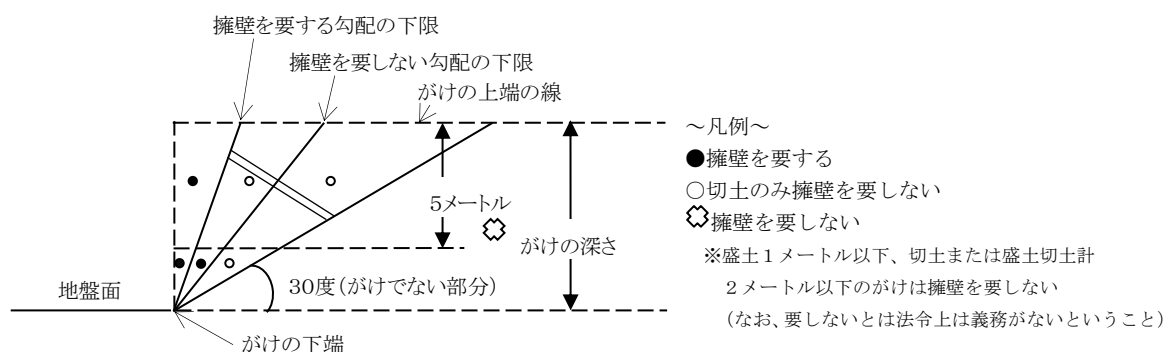 擁壁を要する勾配の下限
擁壁を要しない勾配の下限
がけの上端の線
5メートル
がけの深さ
地盤面
30度(がけでない部分)
がけの下端
～凡例～
●擁壁を要する
○切土のみ擁壁を要しない
擁壁を要しない
※盛土1メートル以下、切土または盛土切土計
2メートル以下のがけは擁壁を要しない
(なお、要しないとは法令上は義務がないということ)